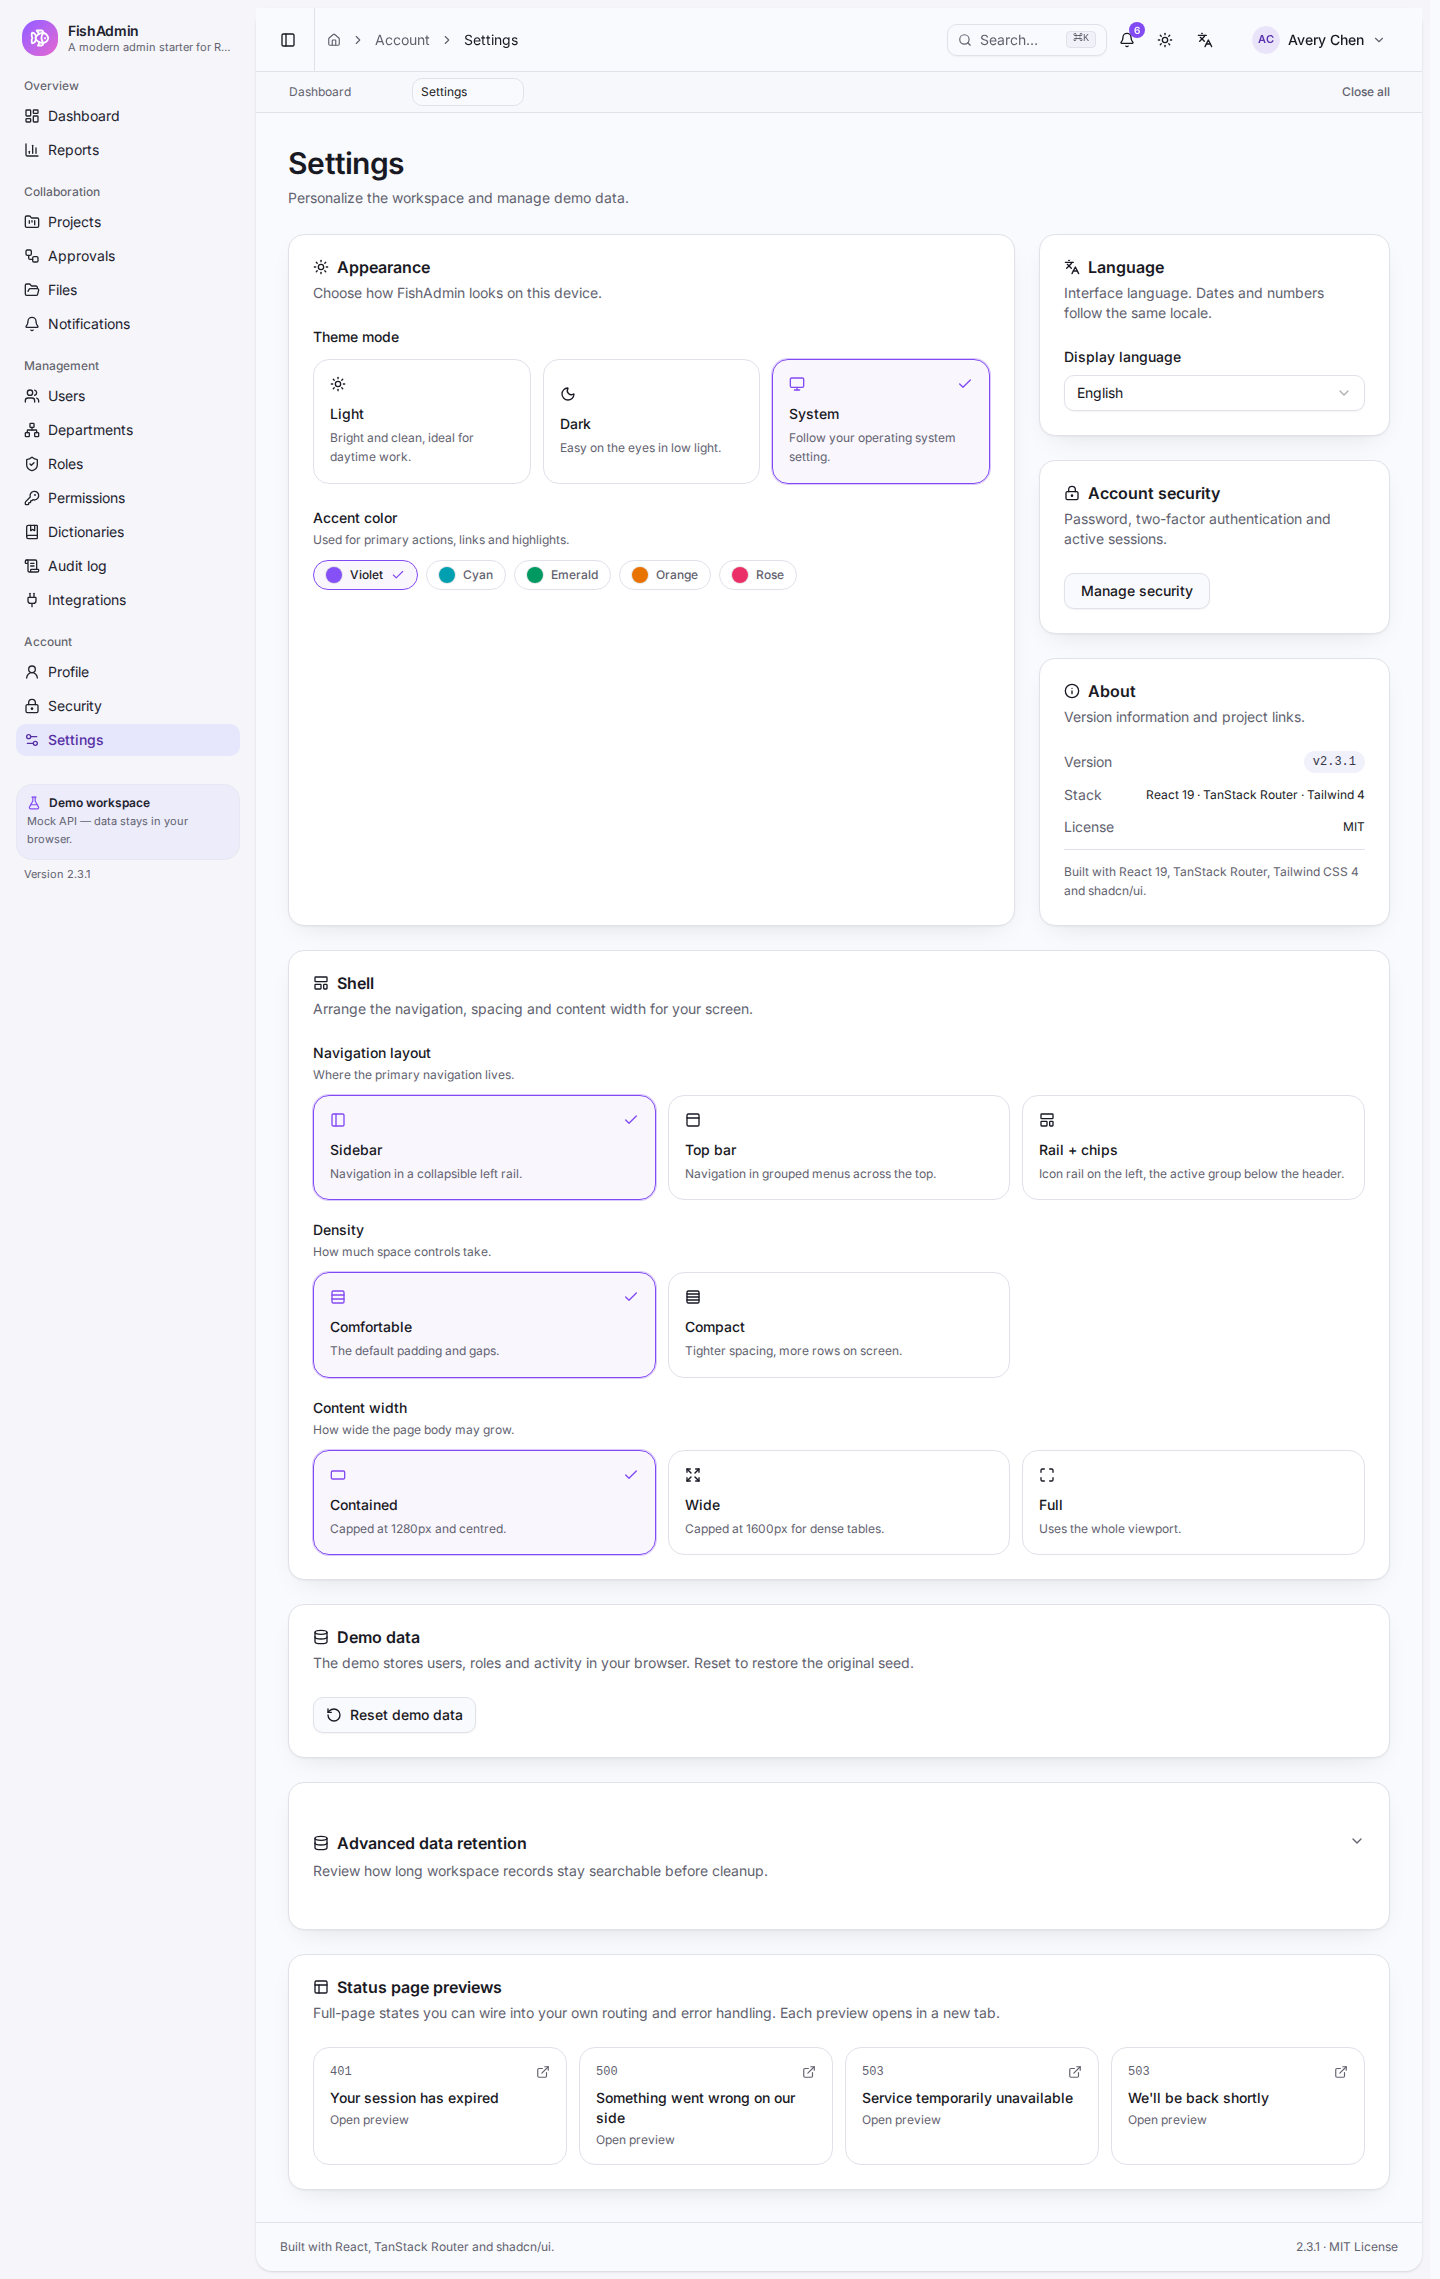 FishAdmin
A modern admin starter for R...
Overview
Dashboard
Reports
Collaboration
Projects
Approvals
Files
Notifications
Management
Users
Departments
Roles
Permissions
Dictionaries
Audit log
Integrations
Account
Profile
Security
Settings
Demo workspace
Mock API — data stays in your
browser.
Version 2.3.1
Account
Settings
Search...
⌘K
6
AC
Avery Chen
Dashboard
Settings
Close all
Settings
Personalize the workspace and manage demo data.
Appearance
Choose how FishAdmin looks on this device.
Theme mode
Light
Bright and clean, ideal for
daytime work.
Dark
Easy on the eyes in low light.
System
Follow your operating system
setting.
Accent color
Used for primary actions, links and highlights.
Violet
Cyan
Emerald
Orange
Rose
Language
Interface language. Dates and numbers
follow the same locale.
Display language
English
Account security
Password, two-factor authentication and
active sessions.
Manage security
About
Version information and project links.
Version
v2.3.1
Stack
React 19 · TanStack Router · Tailwind 4
License
MIT
Built with React 19, TanStack Router, Tailwind CSS 4
and shadcn/ui.
Shell
Arrange the navigation, spacing and content width for your screen.
Navigation layout
Where the primary navigation lives.
Sidebar
Navigation in a collapsible left rail.
Top bar
Navigation in grouped menus across the top.
Rail + chips
Icon rail on the left, the active group below the header.
Density
How much space controls take.
Comfortable
The default padding and gaps.
Compact
Tighter spacing, more rows on screen.
Content width
How wide the page body may grow.
Contained
Capped at 1280px and centred.
Wide
Capped at 1600px for dense tables.
Full
Uses the whole viewport.
Demo data
The demo stores users, roles and activity in your browser. Reset to restore the original seed.
Reset demo data
Advanced data retention
Review how long workspace records stay searchable before cleanup.
Status page previews
Full-page states you can wire into your own routing and error handling. Each preview opens in a new tab.
401
Your session has expired
Open preview
500
Something went wrong on our
side
Open preview
503
Service temporarily unavailable
Open preview
503
We'll be back shortly
Open preview
Built with React, TanStack Router and shadcn/ui.
2.3.1 · MIT License